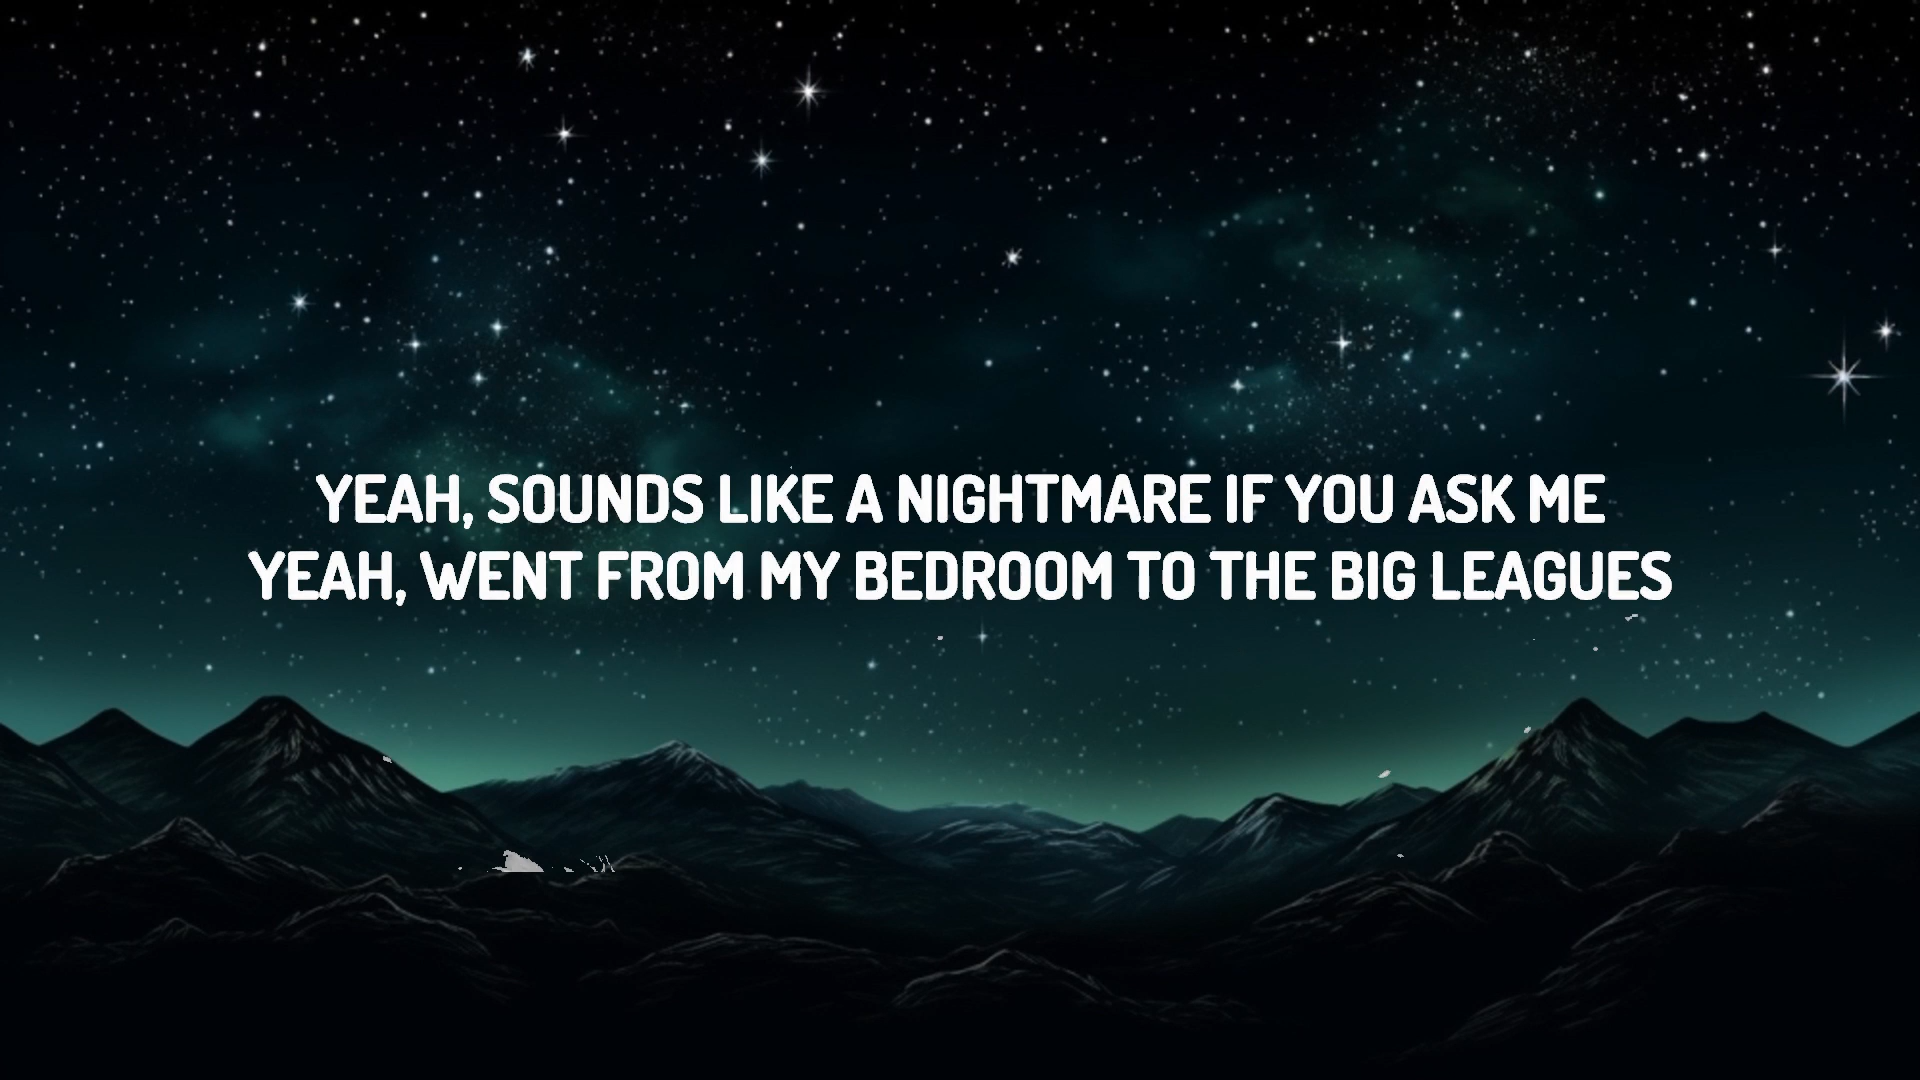 YEAH, SOUNDS LIKE A NIGHTMARE IF YOU ASK ME
YEAH, WENT FROM MY BEDROOM TO THE BIG LEAGUES